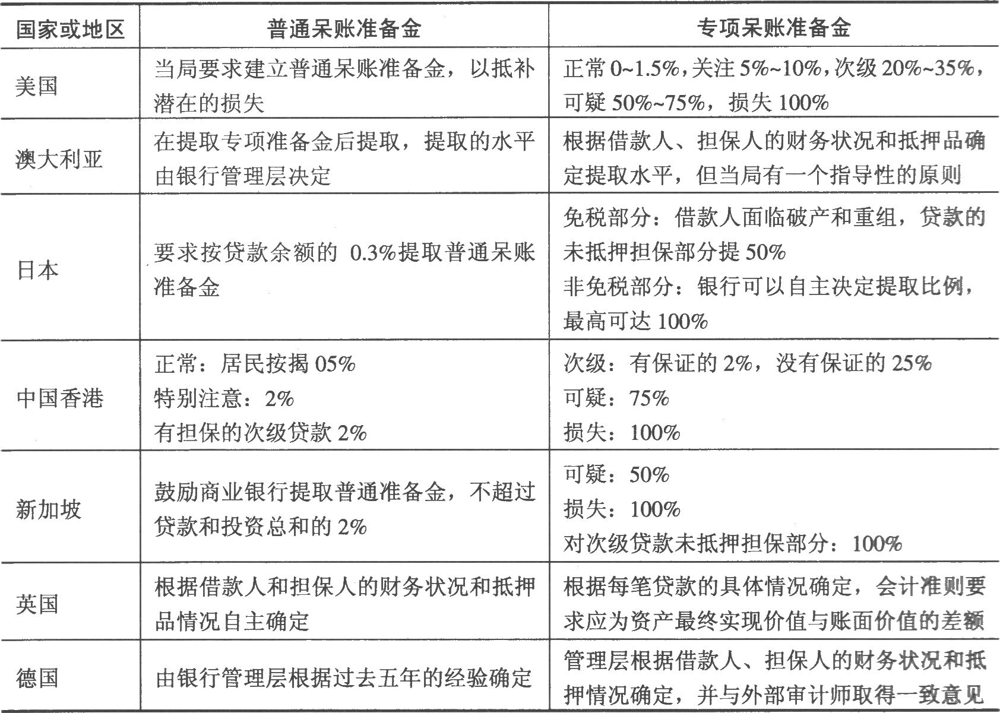 国家或地区 普通呆账准备金 专项呆账准备金
美国
当局要求建立普通呆账准备金，以抵补
潜在的损失
正常0~1.5%，关注5%~10%，次级20%~35%，
可疑50%~75%，损失100%
澳大利亚
在提取专项准备金后提取，提取的水平
由银行管理层决定
根据借款人、担保人的财务状况和抵押品确
定提取水平，但当局有一个指导性的原则
日本
要求按贷款余额的 0.3%提取普通呆账
准备金
免税部分：借款人面临破产和重组，贷款的
未抵押担保部分提50%
非免税部分：银行可以自主决定提取比例，
最高可达100%
中国香港
正常：居民按揭05%
特别注意：2%
有担保的次级贷款2%
次级：有保证的2%，没有保证的25%
可疑：75%
损失：100%
新加坡
鼓励商业银行提取普通准备金，不超过
贷款和投资总和的2%
可疑：50%
损失：100%
对次级贷款未抵押担保部分：100%
英国
根据借款人和担保人的财务状况和抵押
品情况自主确定
根据每笔贷款的具体情况确定，会计准则要
求应为资产最终实现价值与账面价值的差额
德国
由银行管理层根据过去五年的经验确定
管理层根据借款人、担保人的财务状况和抵
押情况确定，并与外部审计师取得一致意见